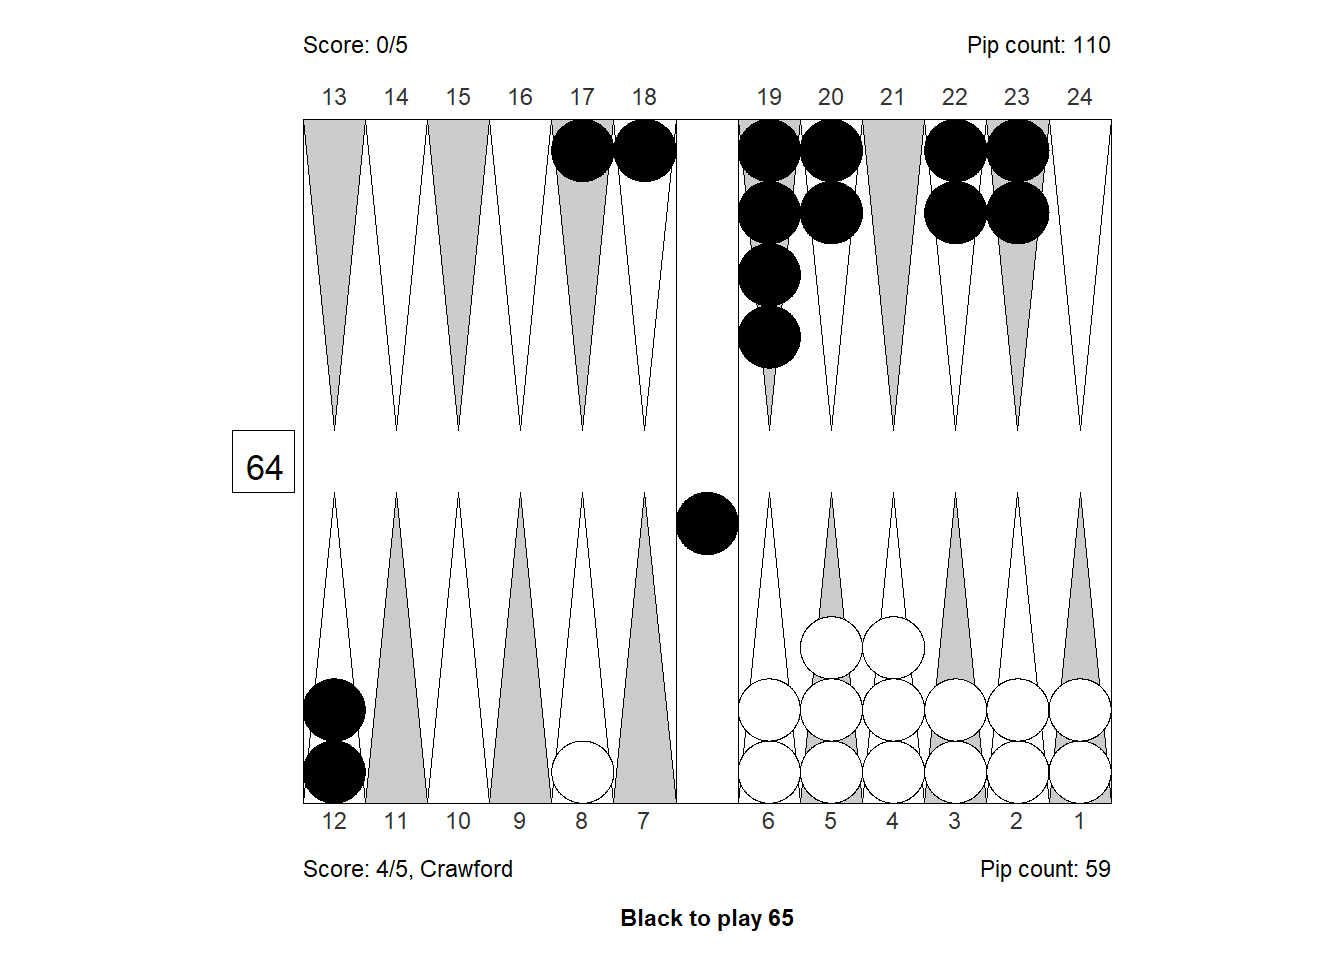 Score: 0/5 Pip count: 110
13 14 15 16 17 18 19 20 21 22 23 24
64
12 11 10 9 8 7 6 5 4 3 2 1
Score: 4/5, Crawford Pip count: 59
Black to play 65